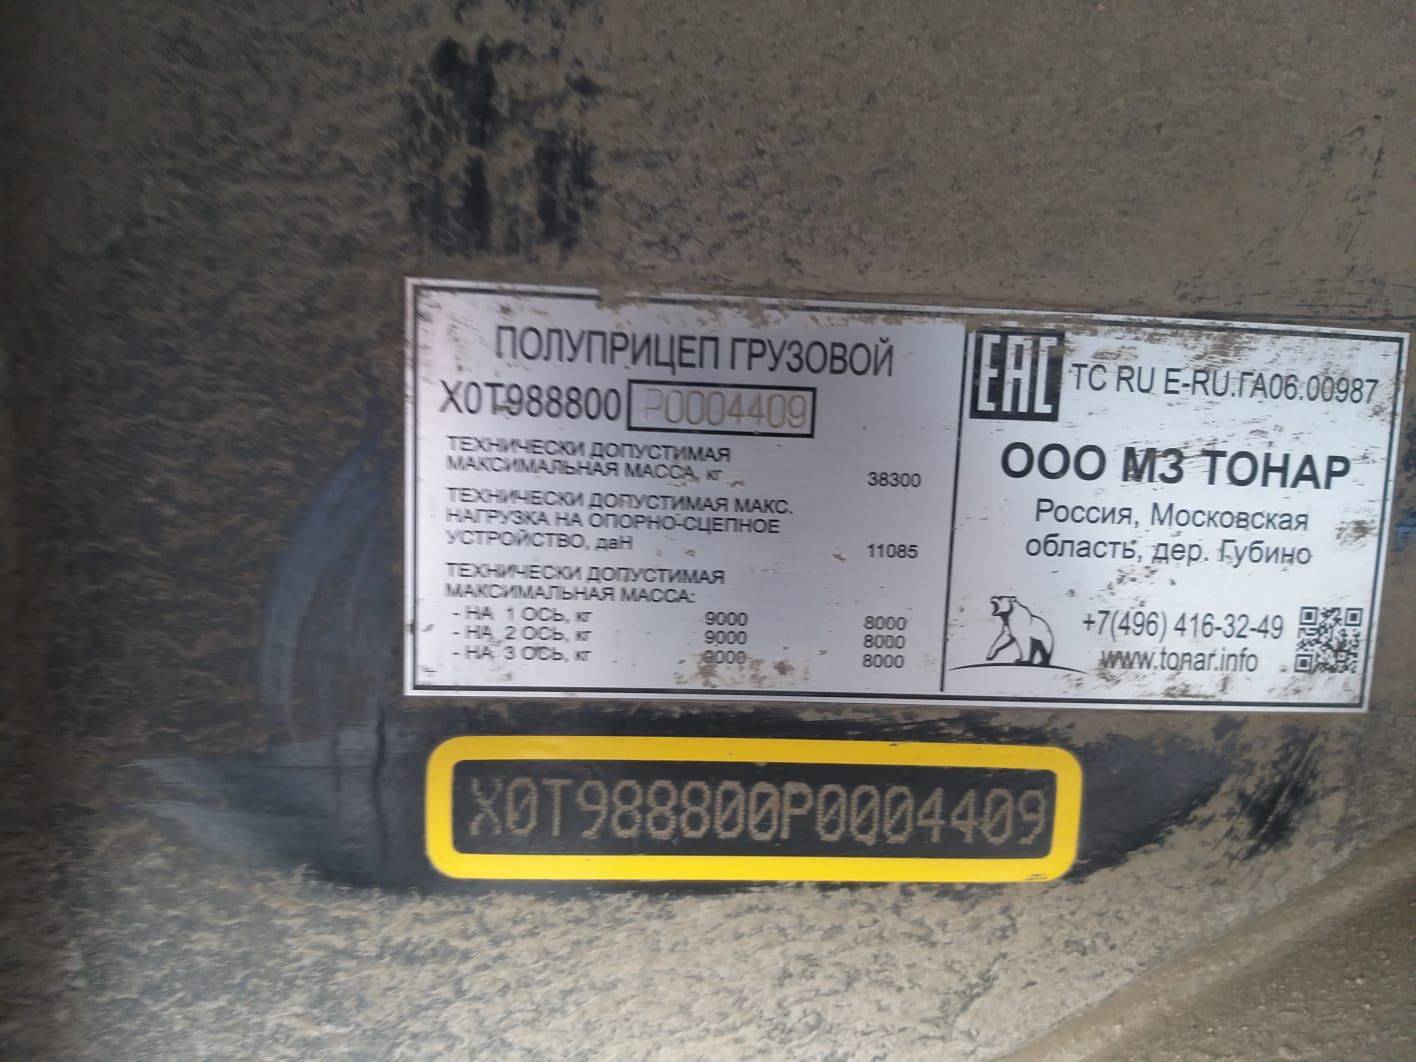 ПОЛУПРИЦЕП ГРУЗОВОЙ
X0T988800 P0004409
ТЕХНИЧЕСКИ ДОПУСТИМАЯ
МАКСИМАЛЬНАЯ МАССА, кг 38300
ТЕХНИЧЕСКИ ДОПУСТИМАЯ МАКС.
НАГРУЗКА НА ОПОРНО-СЦЕПНОЕ
УСТРОЙСТВО, даН 11085
ТЕХНИЧЕСКИ ДОПУСТИМАЯ
МАКСИМАЛЬНАЯ МАССА:
- НА 1 ОСЬ, кг 9000 8000
- НА 2 ОСЬ, кг 9000 8000
- НА 3 ОСЬ, кг 9000 8000
EAC TC RU E-RU.ГА06.00987
ООО МЗ ТОНАР
Россия, Московская
область, дер. Губино
+7(496) 416-32-49
www.tonar.info
X0T988800P0004409